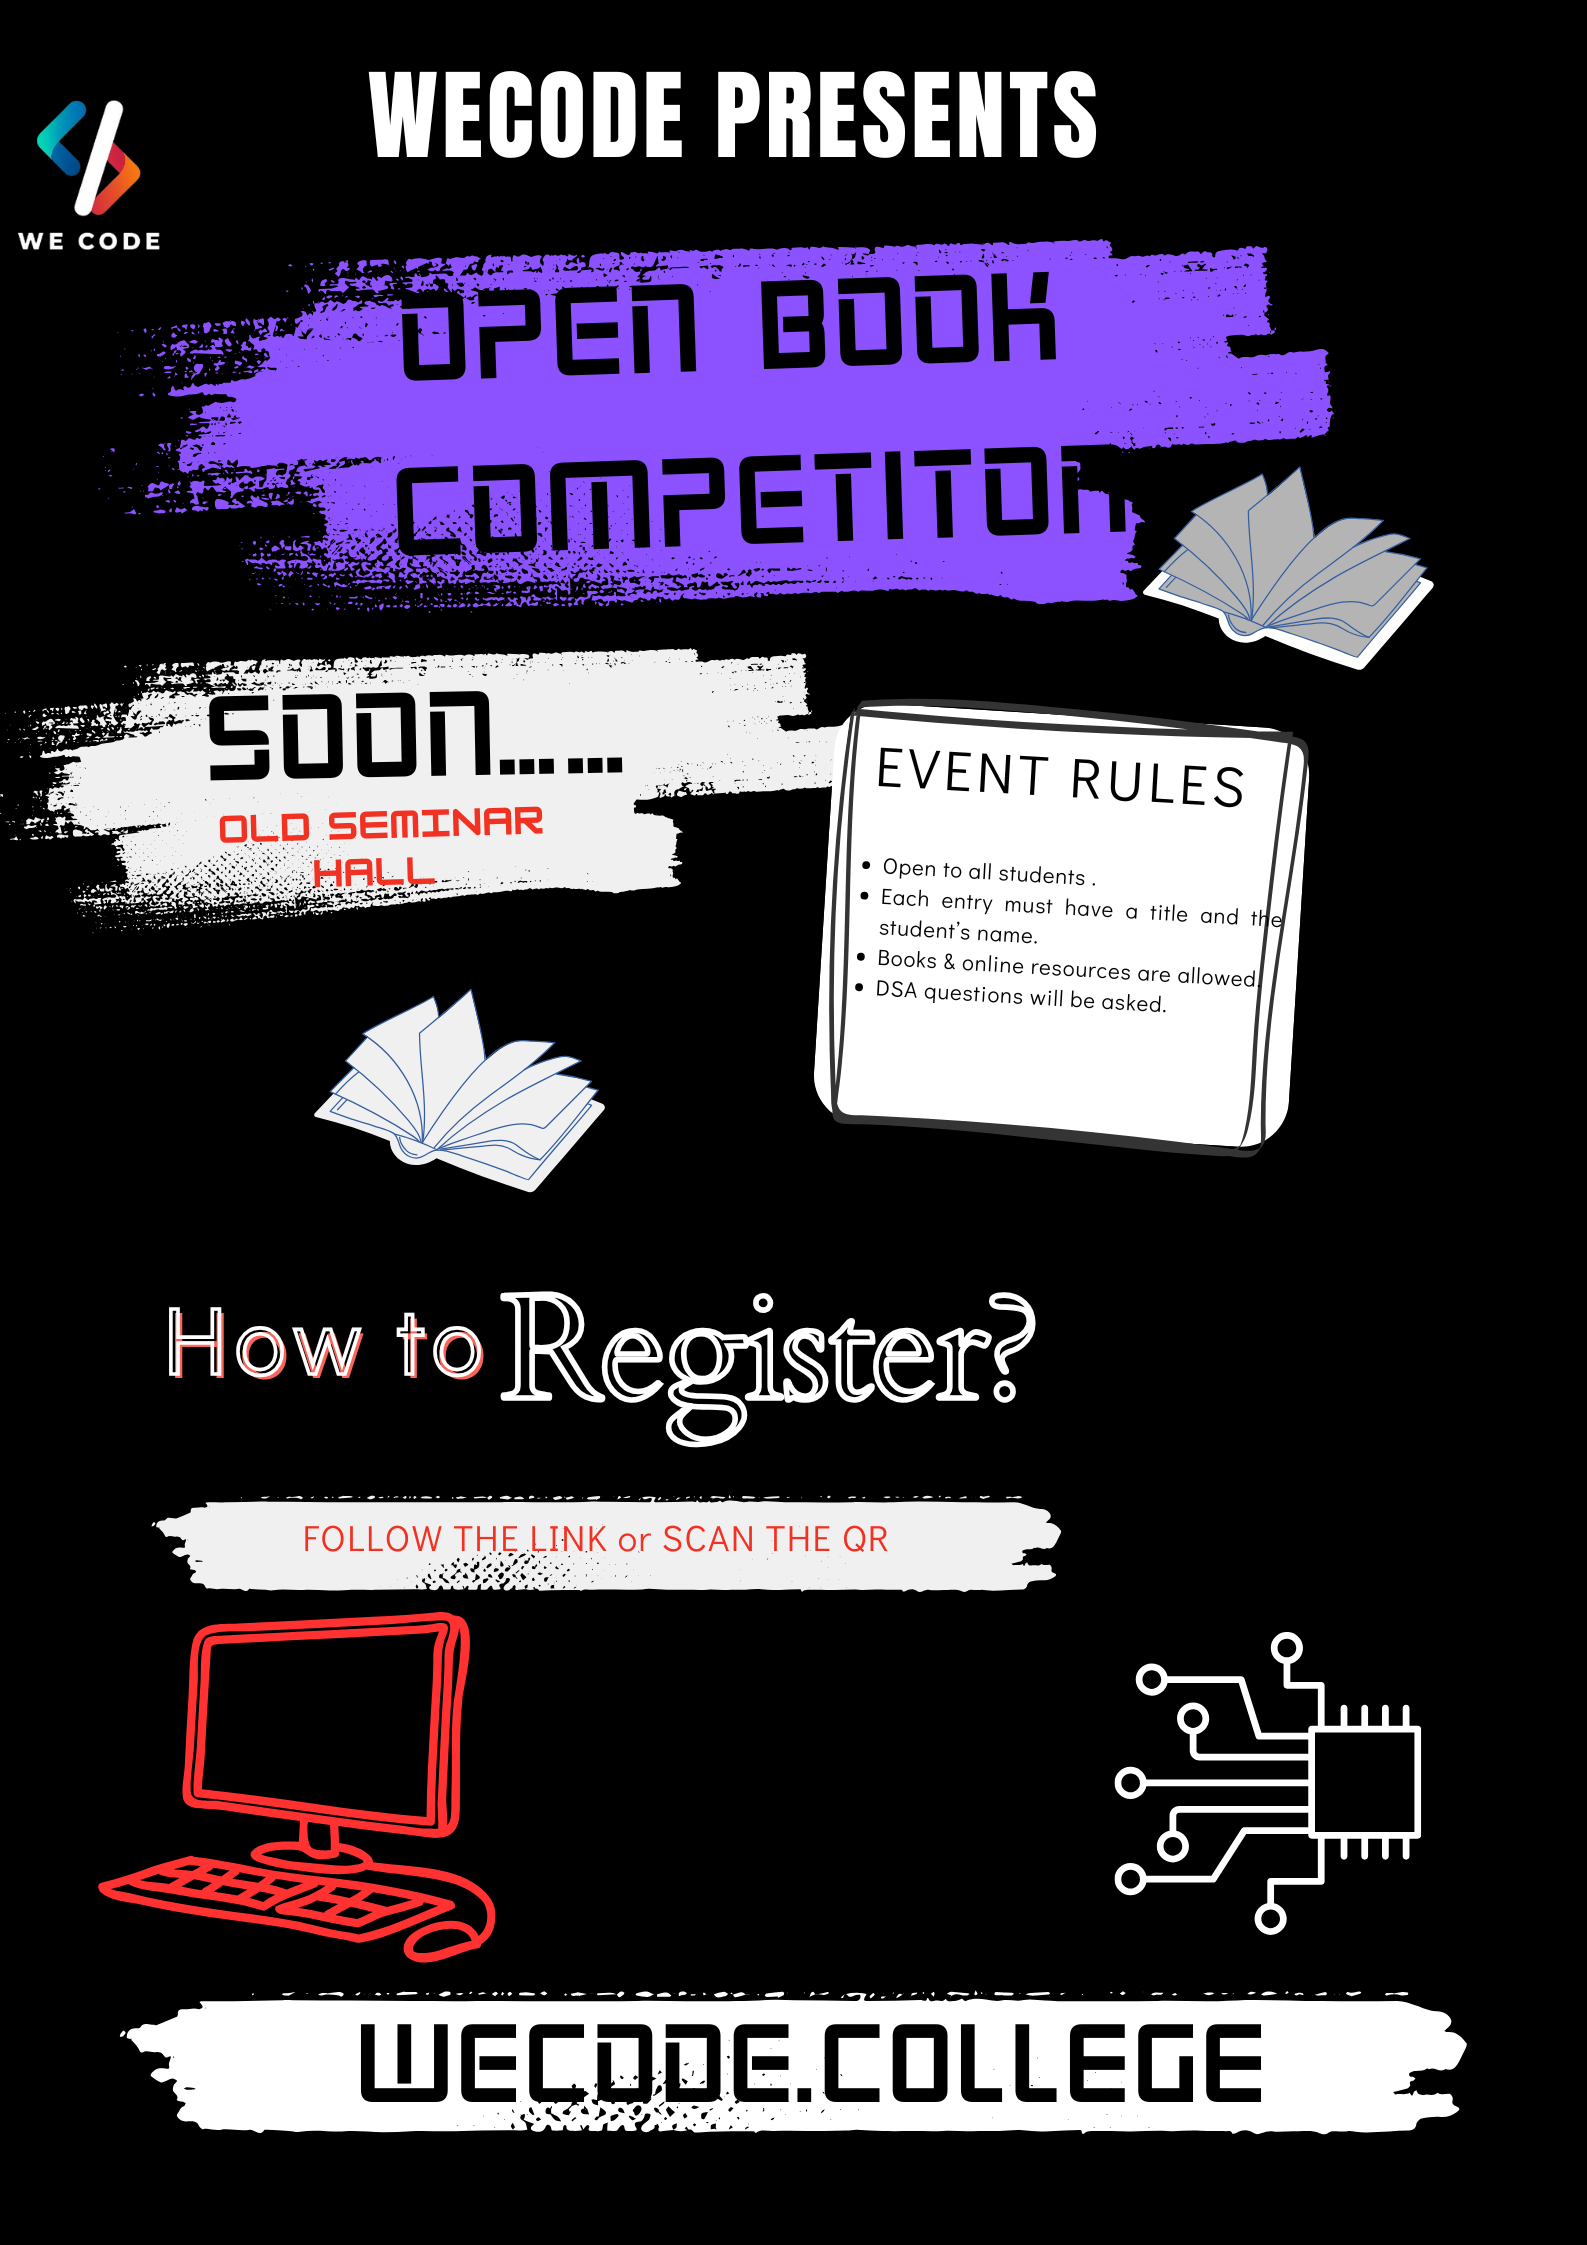 WECODE PRESENTS
WE CODE
OPEN BOOK
COMPETITON
SOON......
OLD SEMINAR
HALL
EVENT RULES
• Open to all students .
• Each entry must have a title and the
student's name.
• Books & online resources are allowed.
• DSA questions will be asked.
How to Register?
FOLLOW THE LINK or SCAN THE QR
WECODE.COLLEGE